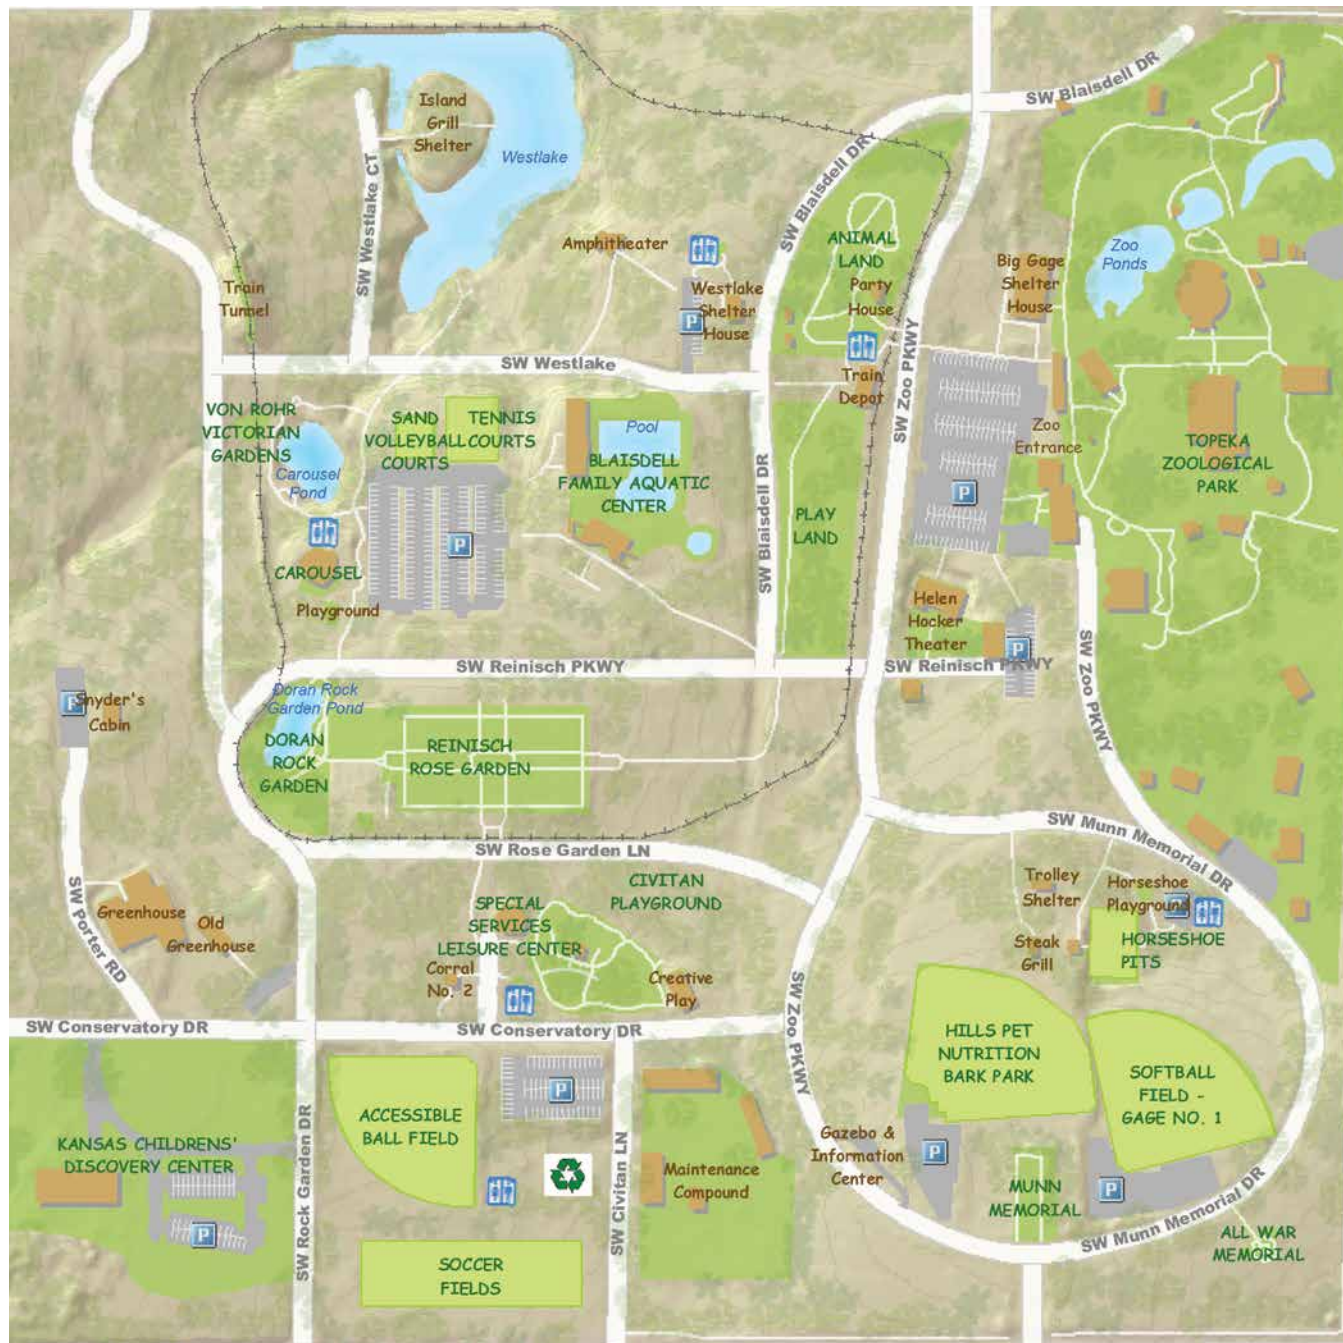 SW Blaisdell DR
Island
Grill
Shelter
Westlake
SW Westlake CT
SW Blaisdell DR
Amphitheater
ANIMAL
LAND
Party
House
Big Gage
Shelter
House
Zoo
Ponds
Train
Tunnel
Westlake
Shelter
House
P
SW Westlake
Train
Depot
SW Zoo PKWY
VON ROHR
VICTORIAN
GARDENS
Carousel
Pond
SAND
VOLLEYBALL
COURTS
TENNIS
COURTS
Pool
BLAISDELL
FAMILY AQUATIC
CENTER
Zoo
Entrance
TOPEKA
ZOOLOGICAL
PARK
P
P
SW Blaisdell DR
PLAY
LAND
CAROUSEL
Playground
Helen
Hocker
Theater
P
SW Reinisch PKWY
SW Reinisch PKWY
SW Zoo PKWY
P
Snyder's
Cabin
Doran Rock
Garden Pond
DORAN
ROCK
GARDEN
REINISCH
ROSE GARDEN
SW Rose Garden LN
SW Munn Memorial DR
SW Porter RD
Greenhouse
Old
Greenhouse
SPECIAL
SERVICES
LEISURE CENTER
CIVITAN
PLAYGROUND
Corral
No. 2
Creative
Play
Trolley
Shelter
Horseshoe
Playground
P
Steak
Grill
HORSESHOE
PITS
SW Zoo PKWY
SW Conservatory DR
SW Conservatory DR
HILLS PET
NUTRITION
BARK PARK
SOFTBALL
FIELD -
GAGE NO. 1
P
ACCESSIBLE
BALL FIELD
KANSAS CHILDRENS'
DISCOVERY CENTER
P
SW Rock Garden DR
SW Civitan LN
Maintenance
Compound
Gazebo &
Information
Center
P
MUNN
MEMORIAL
P
SW Munn Memorial DR
ALL WAR
MEMORIAL
SOCCER
FIELDS